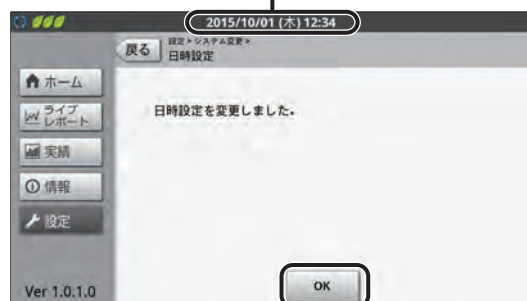 2015/10/01 (木) 12:34
戻る
設定>システム変更>
日時設定
ホーム
ライブ
レポート
実績
情報
設定
日時設定を変更しました。
OK
Ver 1.0.1.0